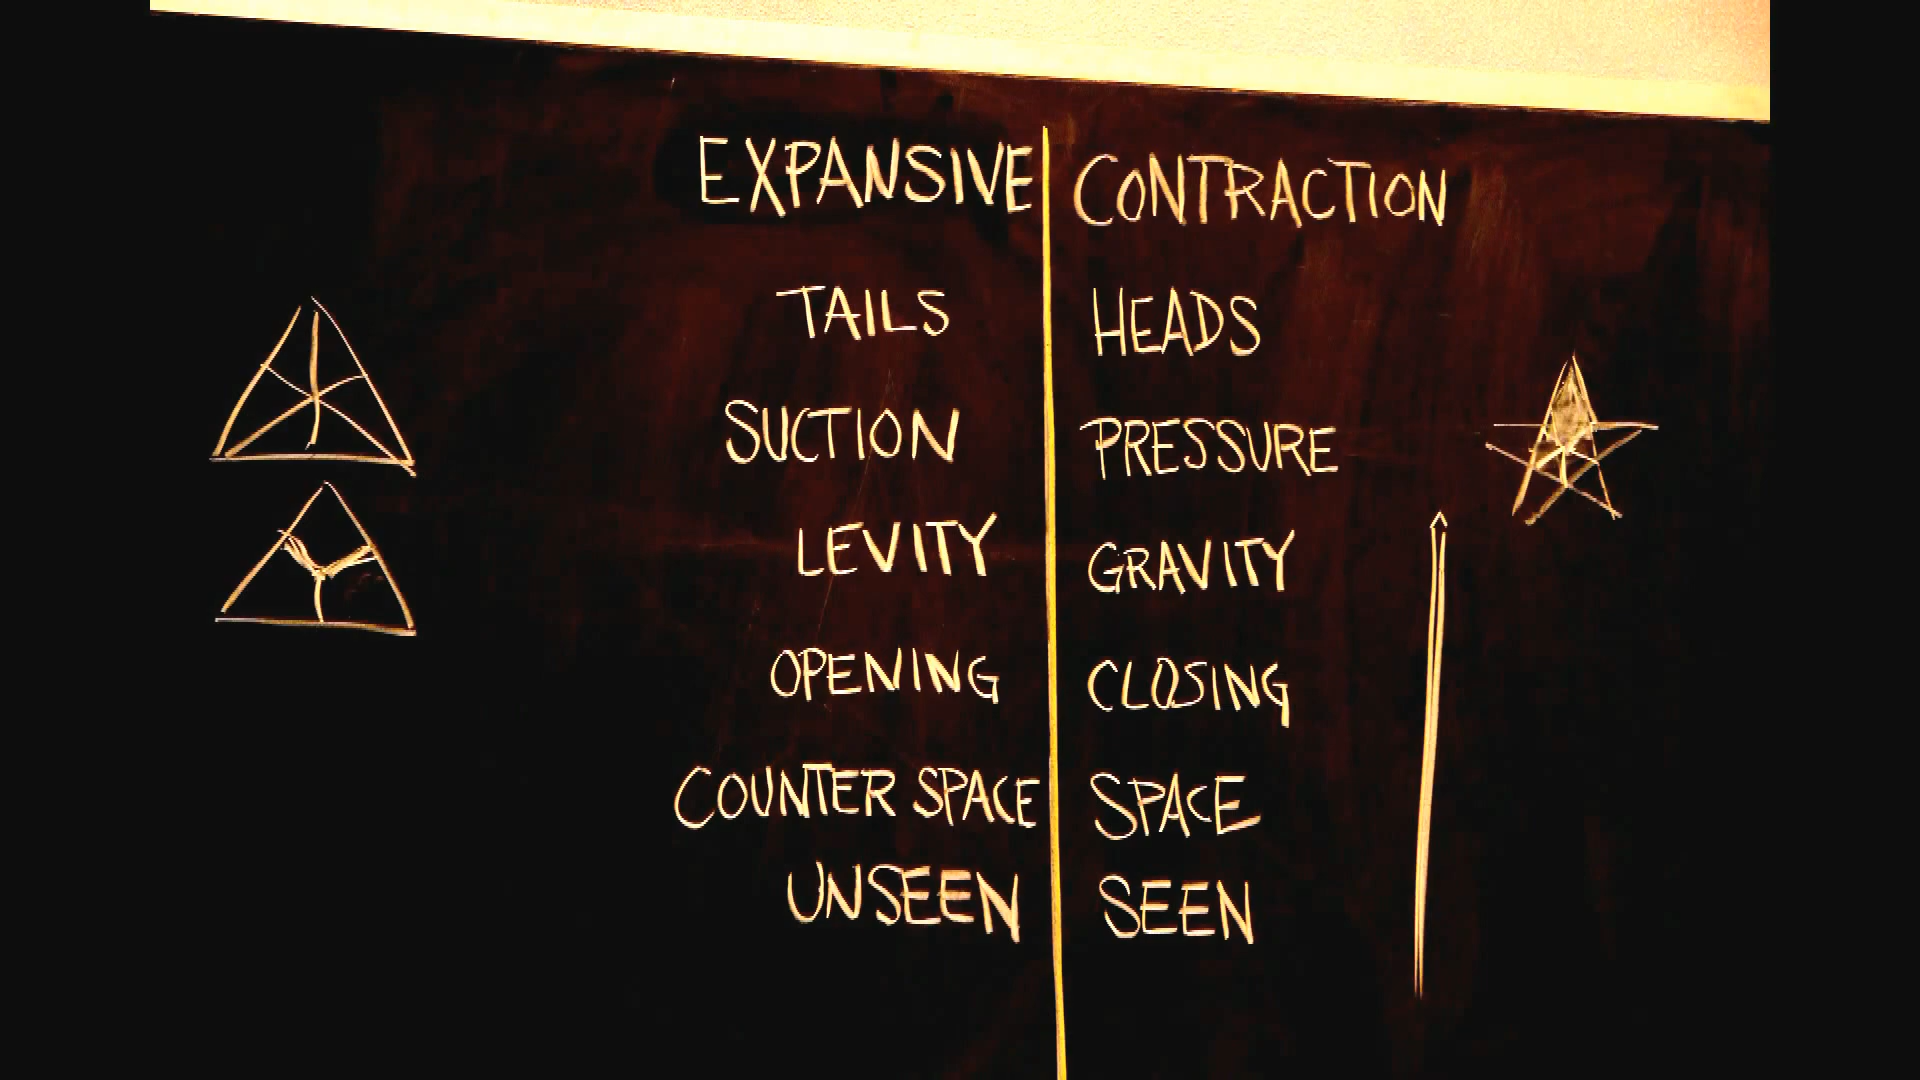 EXPANSIVE CONTRACTION
TAILS HEADS
SUCTION PRESSURE
LEVITY GRAVITY
OPENING CLOSING
COUNTER SPACE SPACE
UNSEEN SEEN